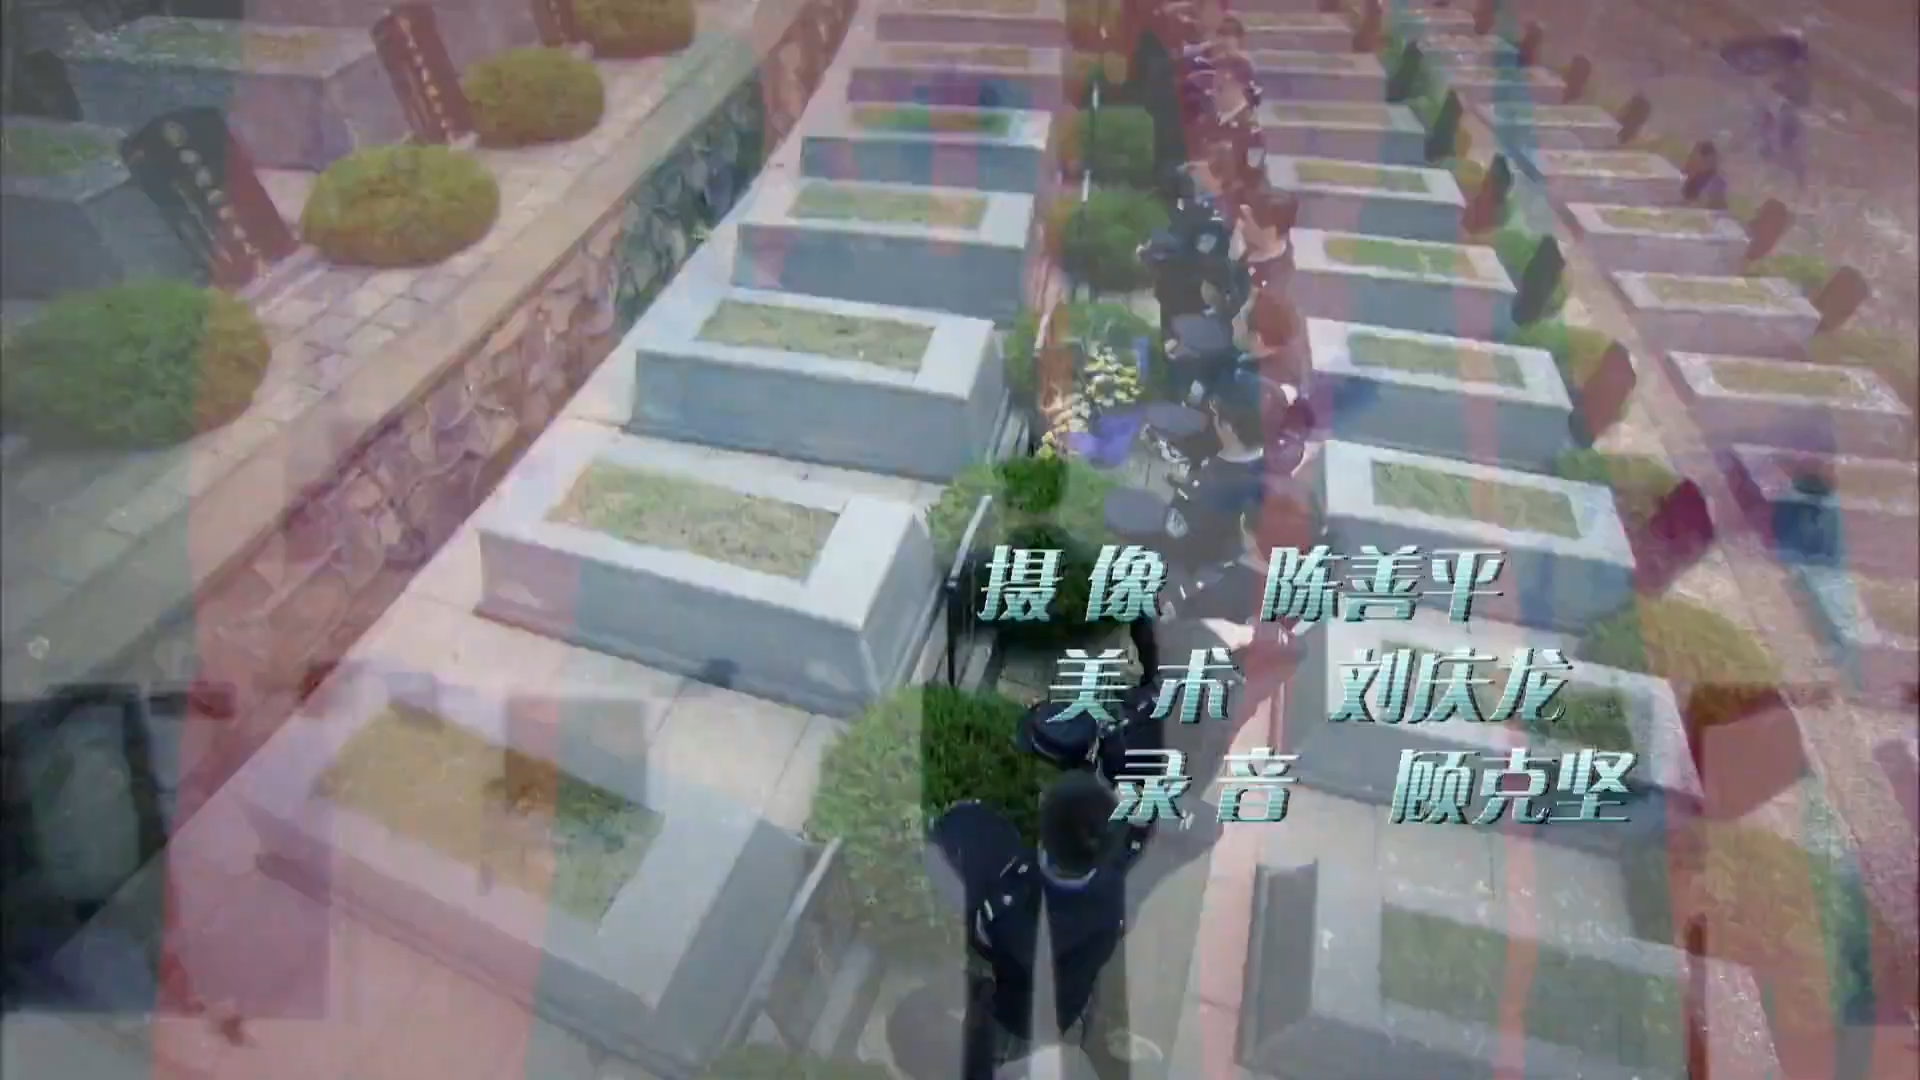 摄像 陈善平
美术 刘庆龙
录音 顾克坚